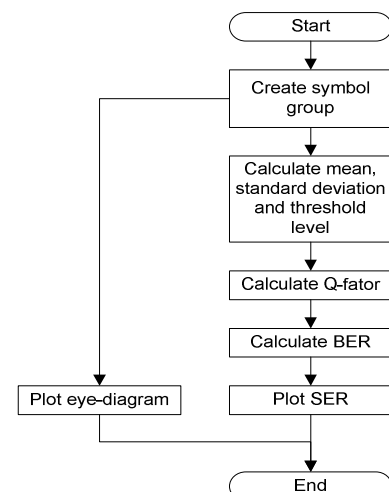 Start
Create symbol
group
Calculate mean,
standard deviation
and threshold
level
Calculate Q-fator
Calculate BER
Plot eye-diagram
Plot SER
End